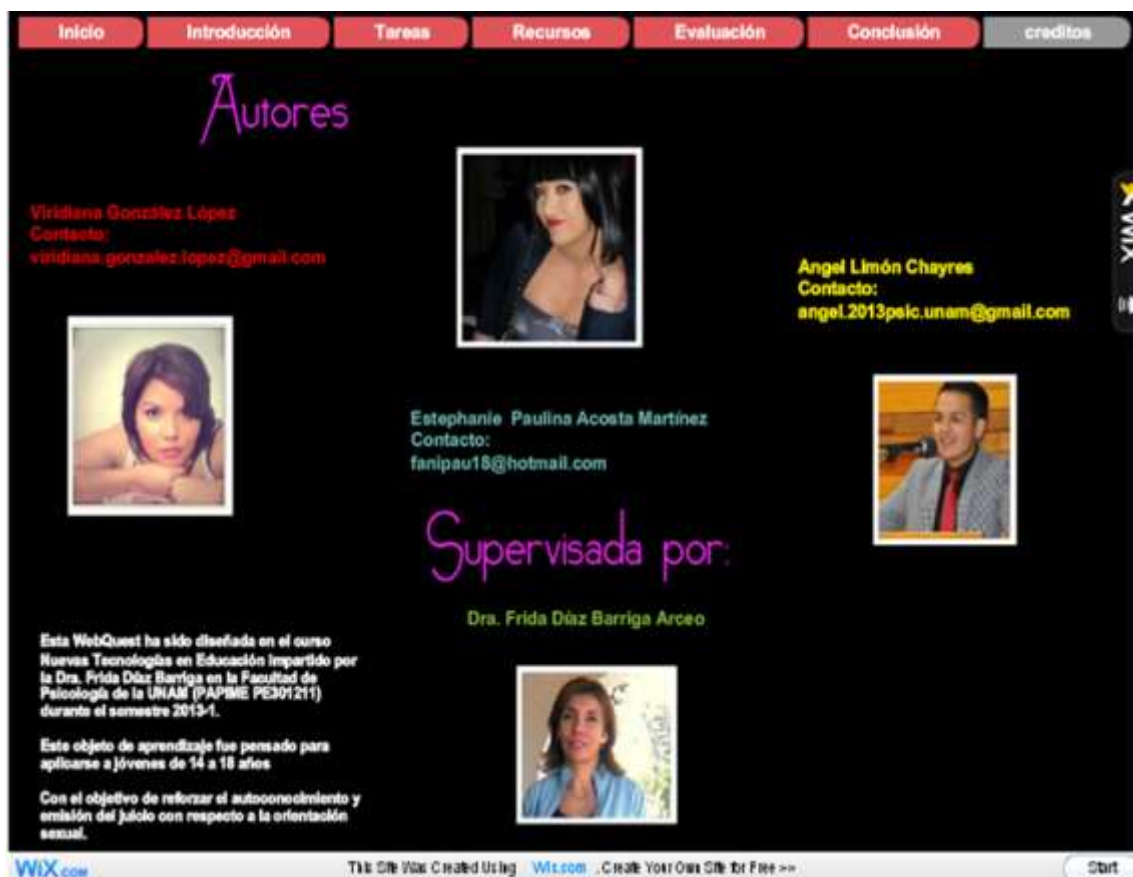 Inicio
Introducción
Tareas
Recursos
Evaluación
Conclusión
creditos
Autores
Viridiana González López
Contacto:
viridiana.gonzalez.lopez@gmail.com
Angel Limón Chayres
Contacto:
angel.2013psic.unam@gmail.com
Estephanie Paulina Acosta Martínez
Contacto:
fanipau18@hotmail.com
Supervisada por:
Dra. Frida Díaz Barriga Arceo
Esta WebQuest ha sido diseñada en el curso
Nuevas Tecnologías en Educación impartido por
la Dra. Frida Díaz Barriga en la Facultad de
Psicología de la UNAM (PAPIME PE301211)
durante el semestre 2013-1.
Este objeto de aprendizaje fue pensado para
aplicarse a jóvenes de 14 a 18 años
Con el objetivo de reforzar el autoconocimiento y
emisión del juicio con respecto a la orientación
sexual.
WIX
WiX.com
This Site Was Created Using Wix.com . Create Your Own Site for Free >>
Start